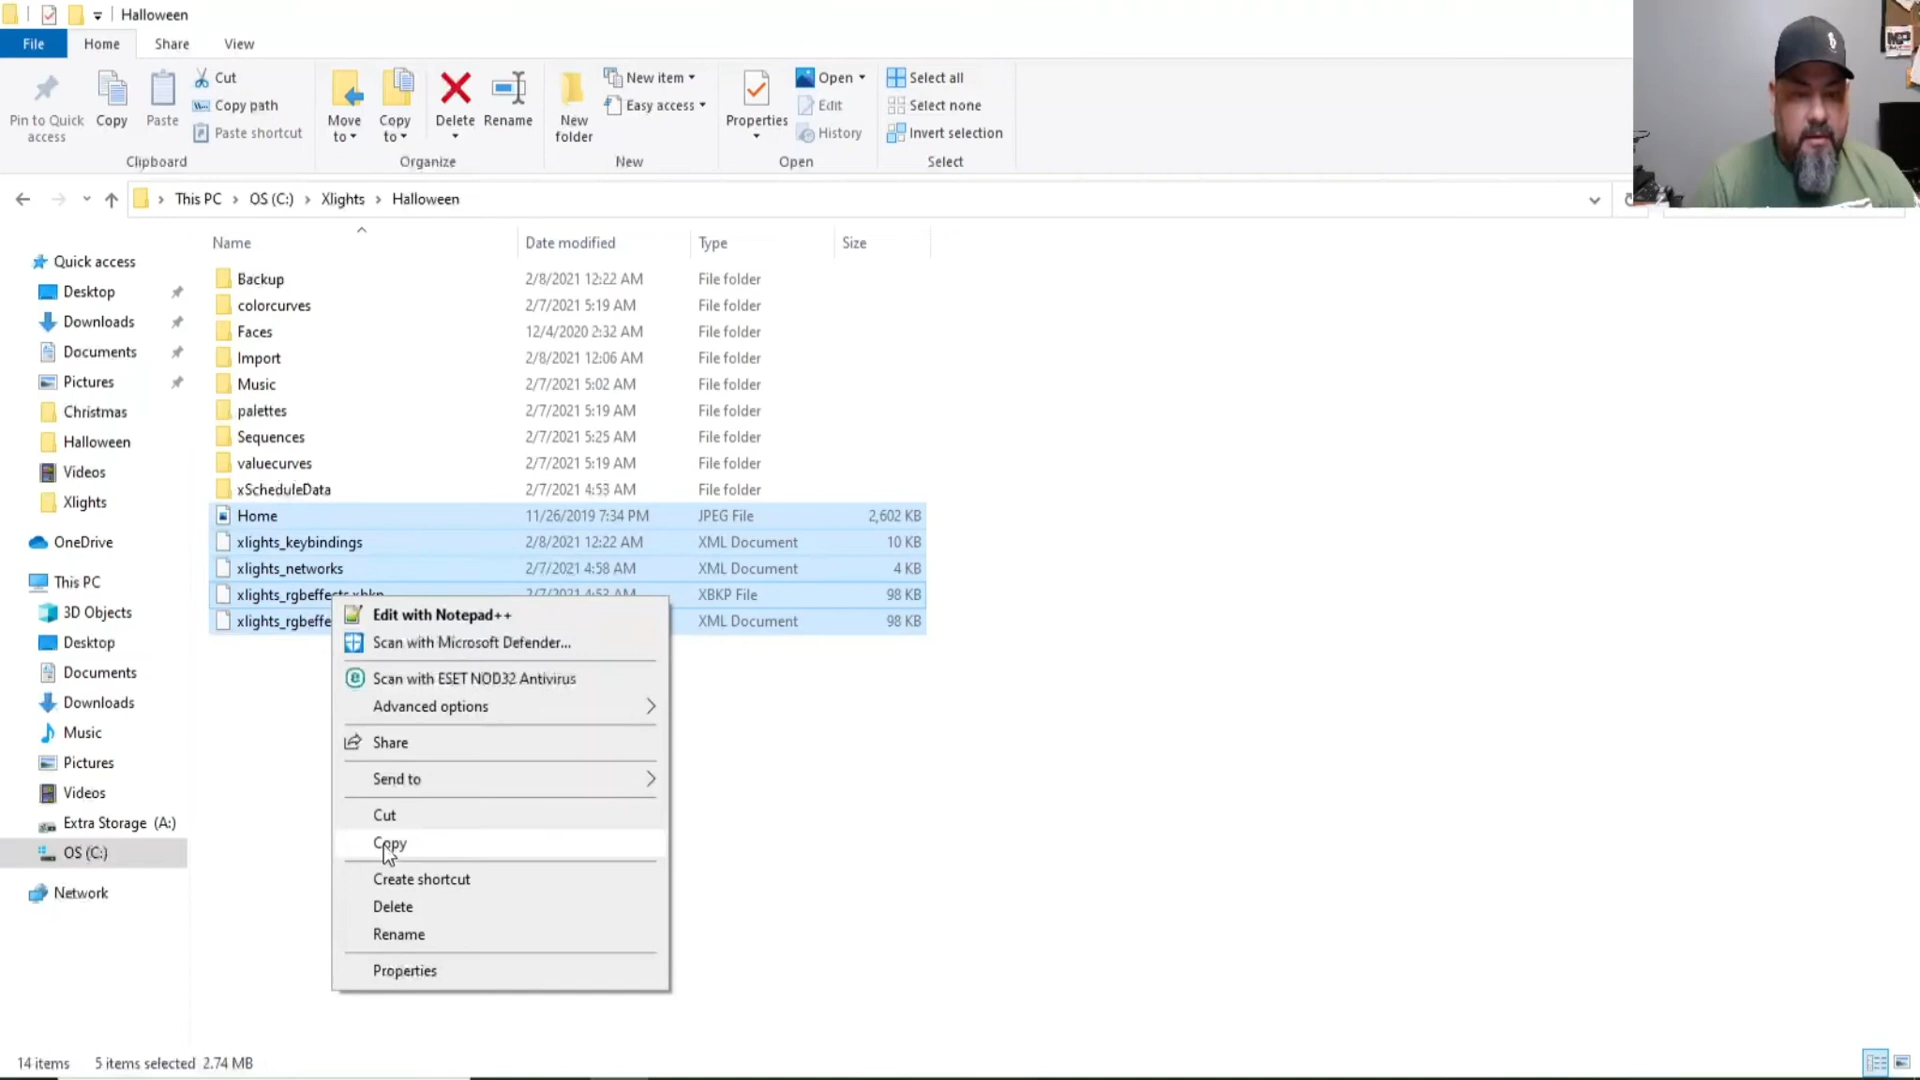 Halloween
File Home Share View
Pin to Quick access
Copy
Paste
Cut
Copy path
Paste shortcut
Clipboard
Move to
Copy to
Delete
Rename
Organize
New folder
New item
Easy access
New
Properties
Open
Edit
History
Open
Select all
Select none
Invert selection
Select
This PC > OS (C:) > Xlights > Halloween
Name Date modified Type Size
Quick access
Desktop
Downloads
Documents
Pictures
Christmas
Halloween
Videos
Xlights
OneDrive
This PC
3D Objects
Desktop
Documents
Downloads
Music
Pictures
Videos
Extra Storage (A:)
OS (C:)
Network
Backup 2/8/2021 12:22 AM File folder
colorcurves 2/7/2021 5:19 AM File folder
Faces 12/4/2020 2:32 AM File folder
Import 2/8/2021 12:06 AM File folder
Music 2/7/2021 5:02 AM File folder
palettes 2/7/2021 5:19 AM File folder
Sequences 2/7/2021 5:25 AM File folder
valuecurves 2/7/2021 5:19 AM File folder
xScheduleData 2/7/2021 4:53 AM File folder
Home 11/26/2019 7:34 PM JPEG File 2,602 KB
xlights_keybindings 2/8/2021 12:22 AM XML Document 10 KB
xlights_networks 2/7/2021 4:58 AM XML Document 4 KB
xlights_rgbeffects.xbkp 2/7/2021 4:53 AM XBKP File 98 KB
xlights_rgbeffe XML Document 98 KB
Edit with Notepad++
Scan with Microsoft Defender...
Scan with ESET NOD32 Antivirus
Advanced options
Share
Send to
Cut
Copy
Create shortcut
Delete
Rename
Properties
14 items 5 items selected 2.74 MB